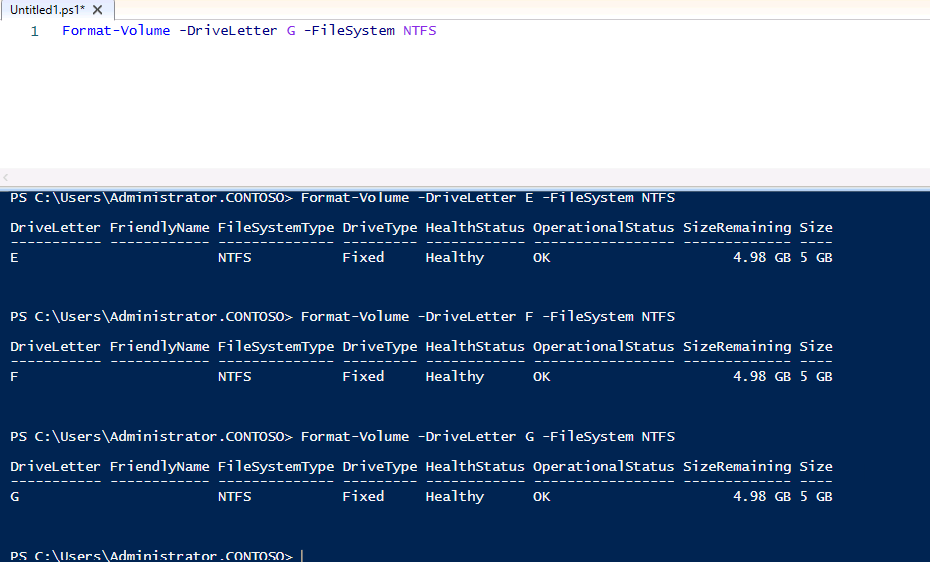 Untitled1.ps1* X
1 Format-Volume -DriveLetter G -FileSystem NTFS
PS C:\Users\Administrator.CONTOSO> Format-Volume -DriveLetter E -FileSystem NTFS
DriveLetter FriendlyName FileSystemType DriveType HealthStatus OperationalStatus SizeRemaining Size
----------- ------------ -------------- --------- ------------ ----------------- ------------- ----
E NTFS Fixed Healthy OK 4.98 GB 5 GB
PS C:\Users\Administrator.CONTOSO> Format-Volume -DriveLetter F -FileSystem NTFS
DriveLetter FriendlyName FileSystemType DriveType HealthStatus OperationalStatus SizeRemaining Size
----------- ------------ -------------- --------- ------------ ----------------- ------------- ----
F NTFS Fixed Healthy OK 4.98 GB 5 GB
PS C:\Users\Administrator.CONTOSO> Format-Volume -DriveLetter G -FileSystem NTFS
DriveLetter FriendlyName FileSystemType DriveType HealthStatus OperationalStatus SizeRemaining Size
----------- ------------ -------------- --------- ------------ ----------------- ------------- ----
G NTFS Fixed Healthy OK 4.98 GB 5 GB
PS C:\Users\Administrator.CONTOSO>